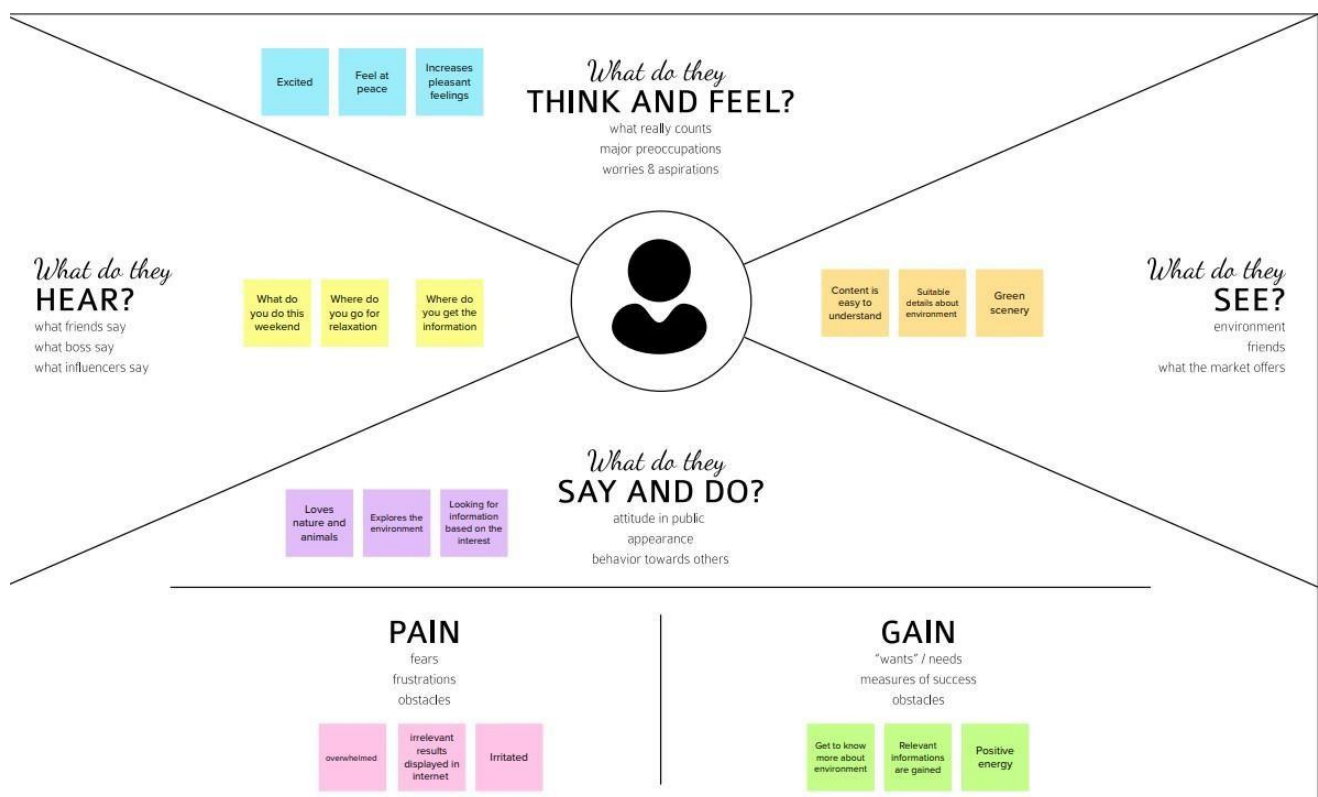 Excited
Feel at
peace
Increases
pleasant
feelings
What do they
THINK AND FEEL?
what really counts
major preoccupations
worries & aspirations
What do they
HEAR?
what friends say
what boss say
what influencers say
What do
you do this
weekend
Where do
you go for
relaxation
Where do
you get the
information
Content is
easy to
understand
Suitable
details about
environment
Green
scenery
What do they
SEE?
environment
friends
what the market offers
What do they
SAY AND DO?
attitude in public
appearance
behavior towards others
Loves
nature and
animals
Explores the
environment
Looking for
information
based on the
interest
PAIN
fears
frustrations
obstacles
overwhelmed
irrelevant
results
displayed in
internet
Irritated
GAIN
"wants" / needs
measures of success
obstacles
Get to know
more about
environment
Relevant
informations
are gained
Positive
energy